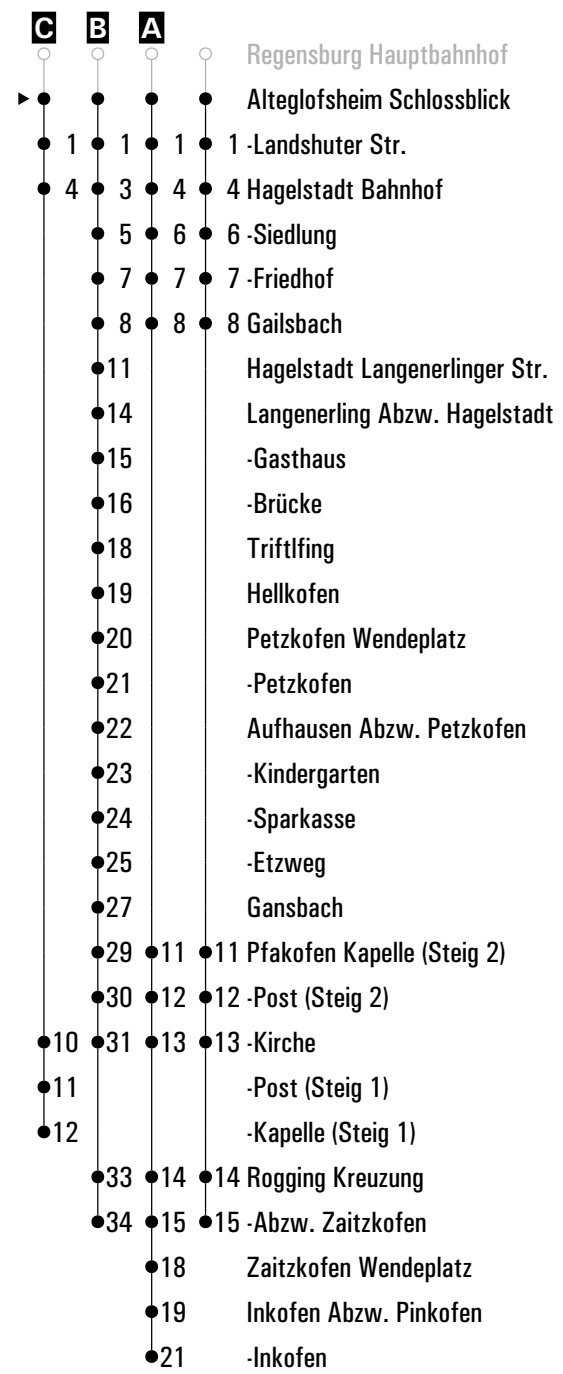 C B A
Regensburg Hauptbahnhof
Alteglofsheim Schlossblick
1 1 1 1 -Landshuter Str.
4 3 4 4 Hagelstadt Bahnhof
5 6 6 -Siedlung
7 7 7 -Friedhof
8 8 8 Gailsbach
11 Hagelstadt Langenerlinger Str.
14 Langenerling Abzw. Hagelstadt
15 -Gasthaus
16 -Brücke
18 Triftlfing
19 Hellkofen
20 Petzkofen Wendeplatz
21 -Petzkofen
22 Aufhausen Abzw. Petzkofen
23 -Kindergarten
24 -Sparkasse
25 -Etzweg
27 Gansbach
29 11 11 Pfakofen Kapelle (Steig 2)
30 12 12 -Post (Steig 2)
10 31 13 13 -Kirche
11 -Post (Steig 1)
12 -Kapelle (Steig 1)
33 14 14 Rogging Kreuzung
34 15 15 -Abzw. Zaitzkofen
18 Zaitzkofen Wendeplatz
19 Inkofen Abzw. Pinkofen
21 -Inkofen